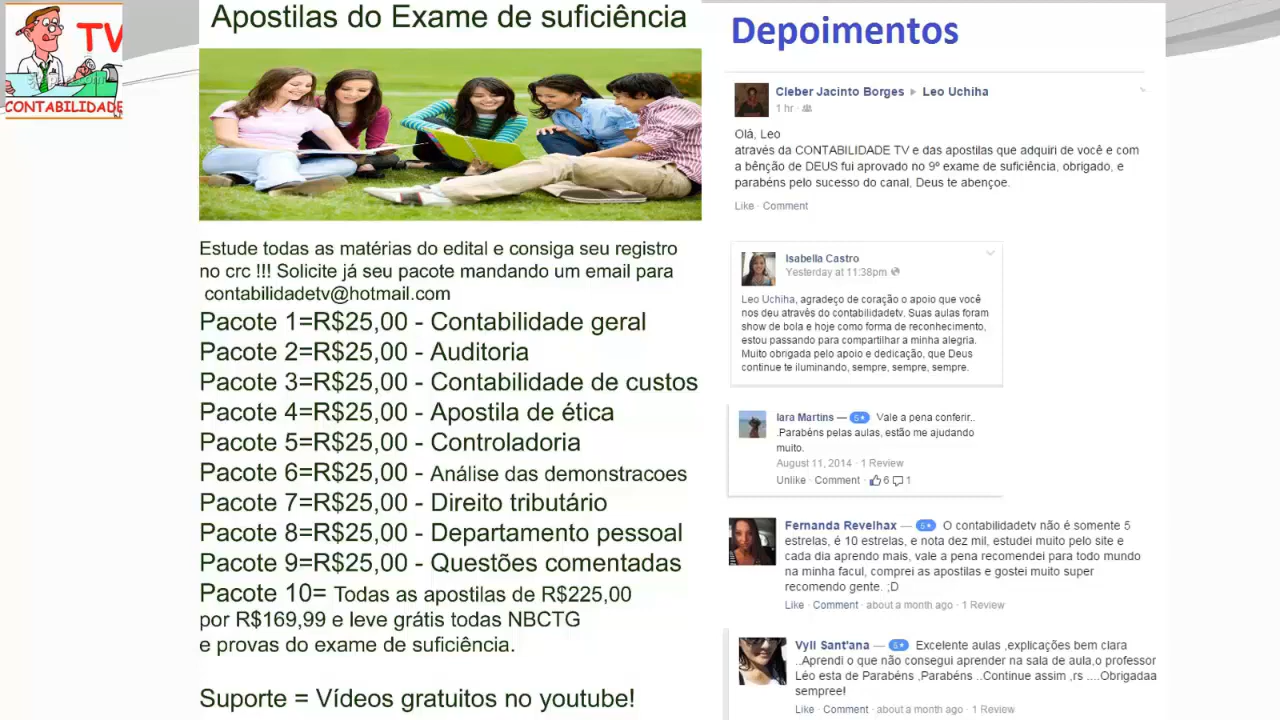 TV
CONTABILIDADE
Apostilas do Exame de suficiência
Estude todas as matérias do edital e consiga seu registro
no crc !!! Solicite já seu pacote mandando um email para
contabilidadetv@hotmail.com
Pacote 1=R$25,00 - Contabilidade geral
Pacote 2=R$25,00 - Auditoria
Pacote 3=R$25,00 - Contabilidade de custos
Pacote 4=R$25,00 - Apostila de ética
Pacote 5=R$25,00 - Controladoria
Pacote 6=R$25,00 - Análise das demonstracoes
Pacote 7=R$25,00 - Direito tributário
Pacote 8=R$25,00 - Departamento pessoal
Pacote 9=R$25,00 - Questões comentadas
Pacote 10= Todas as apostilas de R$225,00
por R$169,99 e leve grátis todas NBCTG
e provas do exame de suficiência.
Suporte = Vídeos gratuitos no youtube!
Depoimentos
Cleber Jacinto Borges Leo Uchiha
1 hr ·
Olá, Leo
através da CONTABILIDADE TV e das apostilas que adquiri de você e com
a bênção de DEUS fui aprovado no 9º exame de suficiência, obrigado, e
parabéns pelo sucesso do canal, Deus te abençoe.
Like · Comment
Isabella Castro
Yesterday at 11:38pm
Leo Uchiha, agradeço de coração o apoio que você
nos deu através do contabilidadetv. Suas aulas foram
show de bola e hoje como forma de reconhecimento,
estou passando para compartilhar a minha alegria.
Muito obrigada pelo apoio e dedicação, que Deus
continue te iluminando, sempre, sempre, sempre.
Iara Martins — 5★ Vale a pena conferir..
.Parabéns pelas aulas, estão me ajudando
muito.
August 11, 2014 · 1 Review
Unlike · Comment · 6 1
Fernanda Revelhax — 5★ O contabilidadetv não é somente 5
estrelas, é 10 estrelas, e nota dez mil, estudei muito pelo site e
cada dia aprendo mais, vale a pena recomendei para todo mundo
na minha facul, comprei as apostilas e gostei muito super
recomendo gente. ;D
Like · Comment · about a month ago · 1 Review
Vyll Sant'ana — 5★ Excelente aulas ,explicações bem clara
..Aprendi o que não consegui aprender na sala de aula,o professor
Léo esta de Parabéns ,Parabéns ..Continue assim ,rs ....Obrigadaa
sempree!
Like · Comment · about a month ago · 1 Review